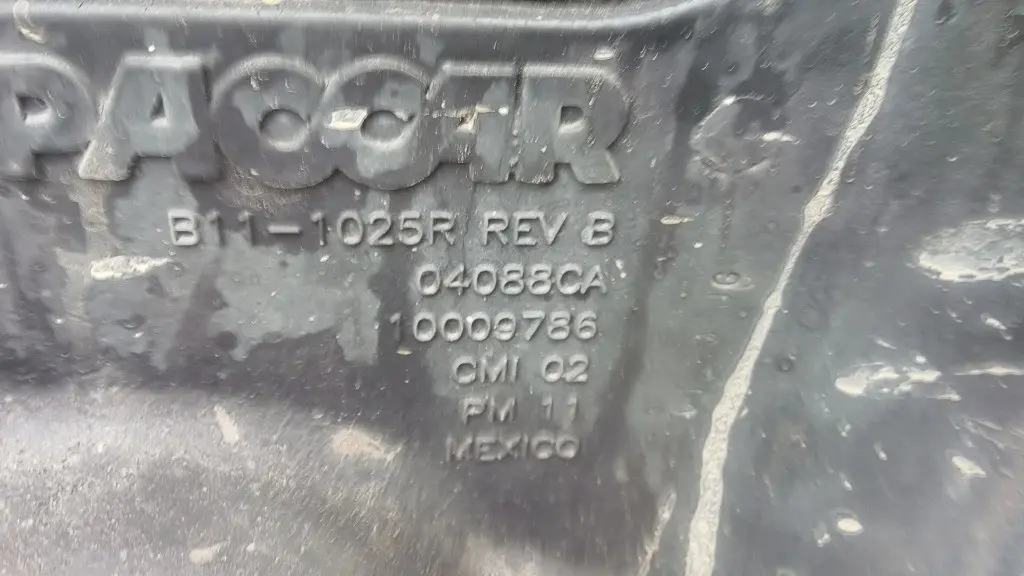 PACCAR
B11-1025R REV B
04088CA
10009786
CMI 02
PM 11
MEXICO